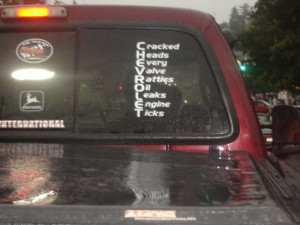 Cracked
Heads
Every
Valve
Rattles
Oil
Leaks
Engine
Ticks
INTERNATIONAL